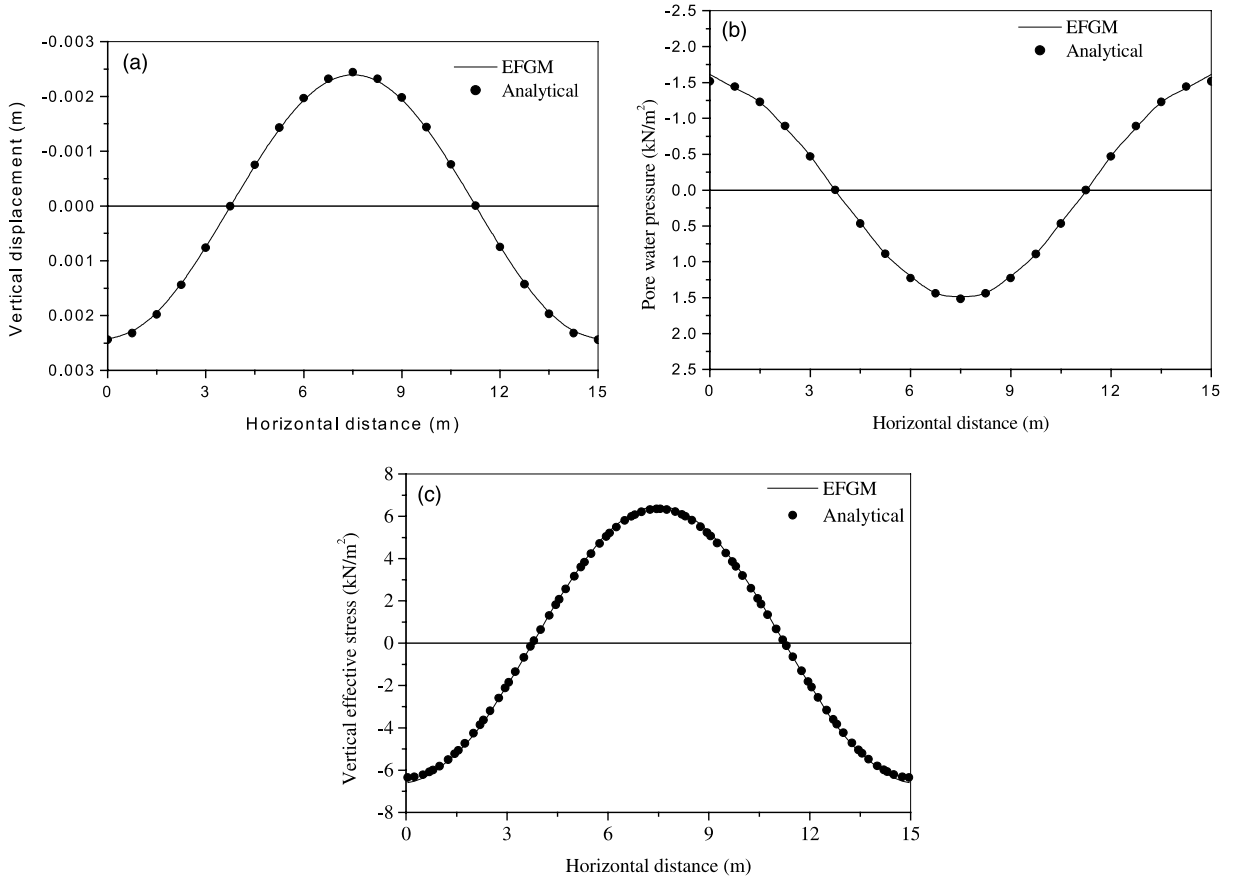 (a)
EFGM
Analytical
-0.003
-0.002
-0.001
0.000
0.001
0.002
0.003
Vertical displacement (m)
0 3 6 9 12 15
Horizontal distance (m)
(b)
EFGM
Analytical
-2.5
-2.0
-1.5
-1.0
-0.5
0.0
0.5
1.0
1.5
2.0
2.5
Pore water pressure (kN/m²)
0 3 6 9 12 15
Horizontal distance (m)
(c)
EFGM
Analytical
8
6
4
2
0
-2
-4
-6
-8
Vertical effective stress (kN/m²)
0 3 6 9 12 15
Horizontal distance (m)